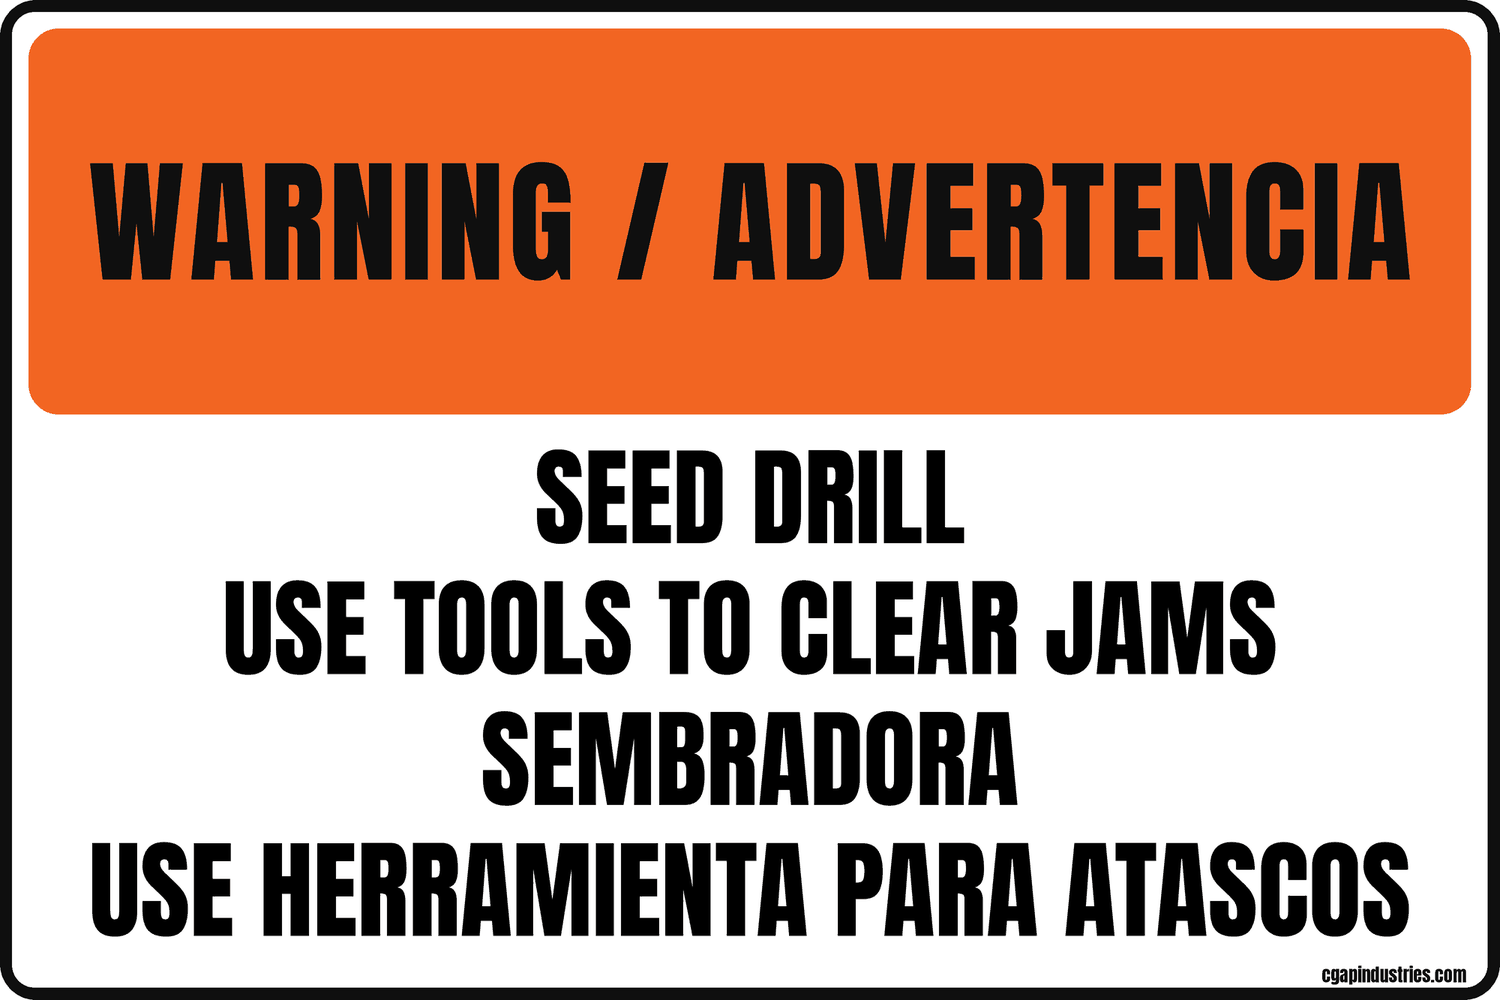 WARNING / ADVERTENCIA
SEED DRILL
USE TOOLS TO CLEAR JAMS
SEMBRADORA
USE HERRAMIENTA PARA ATASCOS
cgapindustries.com